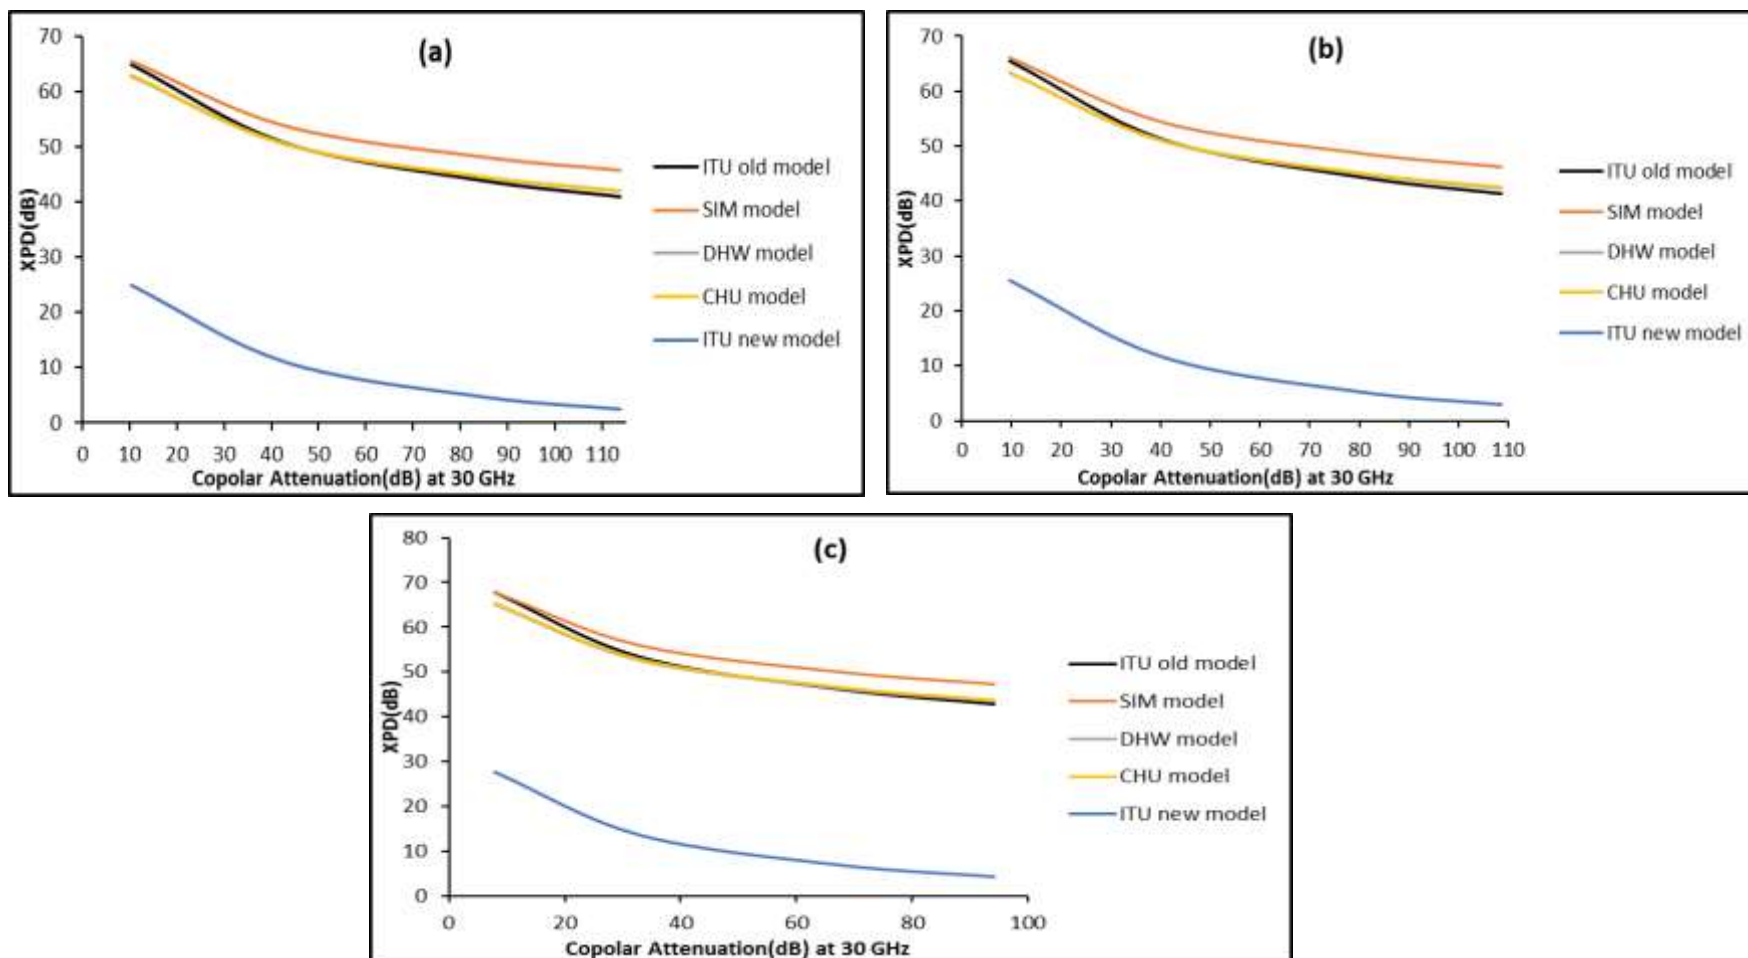 (a)
70
60
50
40
30
20
10
0
XPD(dB)
0 10 20 30 40 50 60 70 80 90 100 110
Copolar Attenuation(dB) at 30 GHz
ITU old model
SIM model
DHW model
CHU model
ITU new model
(b)
70
60
50
40
30
20
10
0
XPD(dB)
0 10 20 30 40 50 60 70 80 90 100 110
Copolar Attenuation(dB) at 30 GHz
ITU old model
SIM model
DHW model
CHU model
ITU new model
(c)
80
70
60
50
40
30
20
10
0
XPD(dB)
0 20 40 60 80 100
Copolar Attenuation(dB) at 30 GHz
ITU old model
SIM model
DHW model
CHU model
ITU new model